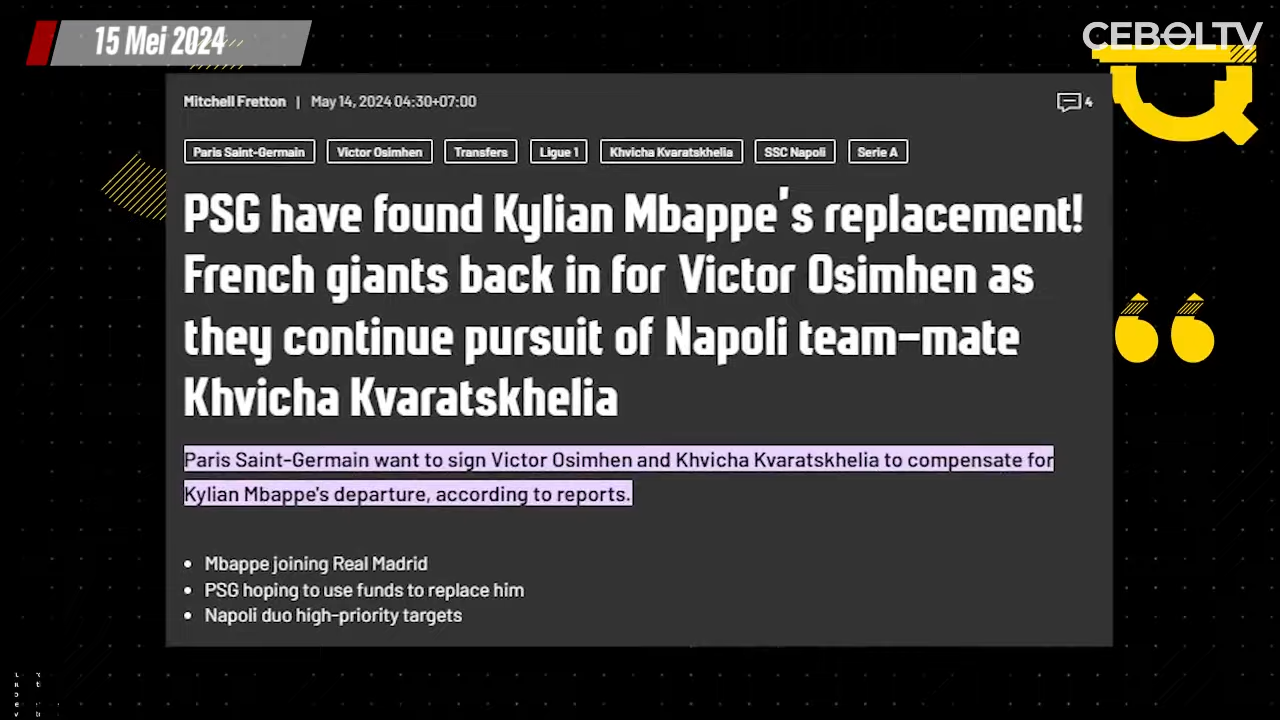 15 Mei 2024
CEBOLTV
Mitchell Fretton | May 14, 2024 04:30+07:00
4
Paris Saint-Germain Victor Osimhen Transfers Ligue 1 Khvicha Kvaratskhelia SSC Napoli Serie A
PSG have found Kylian Mbappe's replacement!
French giants back in for Victor Osimhen as
they continue pursuit of Napoli team-mate
Khvicha Kvaratskhelia
Paris Saint-Germain want to sign Victor Osimhen and Khvicha Kvaratskhelia to compensate for
Kylian Mbappe's departure, according to reports.
• Mbappe joining Real Madrid
• PSG hoping to use funds to replace him
• Napoli duo high-priority targets